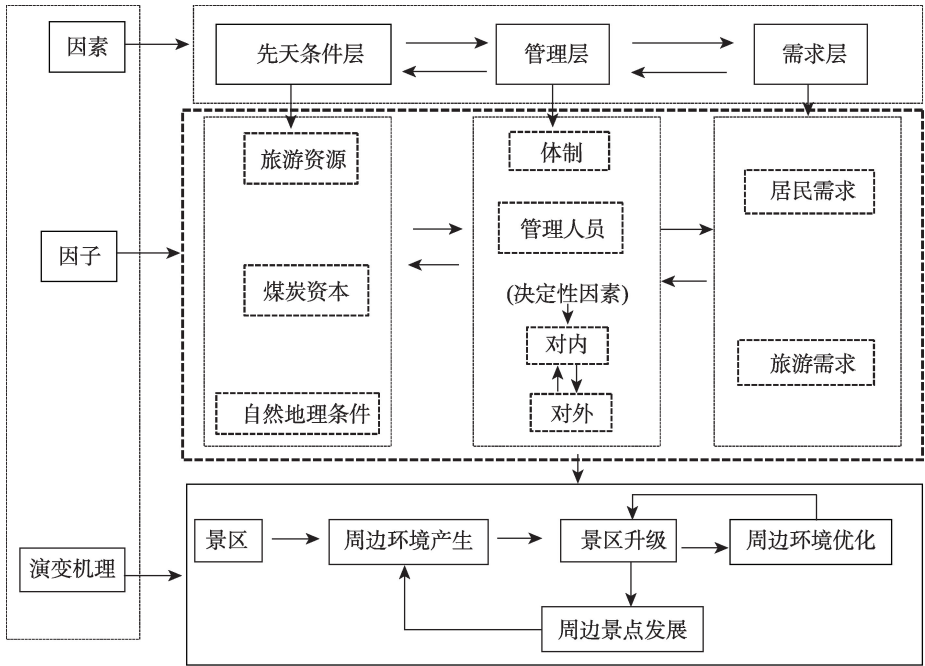 因素
先天条件层
管理层
需求层
因子
旅游资源
煤炭资本
自然地理条件
体制
管理人员
(决定性因素)
对内
对外
居民需求
旅游需求
演变机理
景区
周边环境产生
景区升级
周边环境优化
周边景点发展